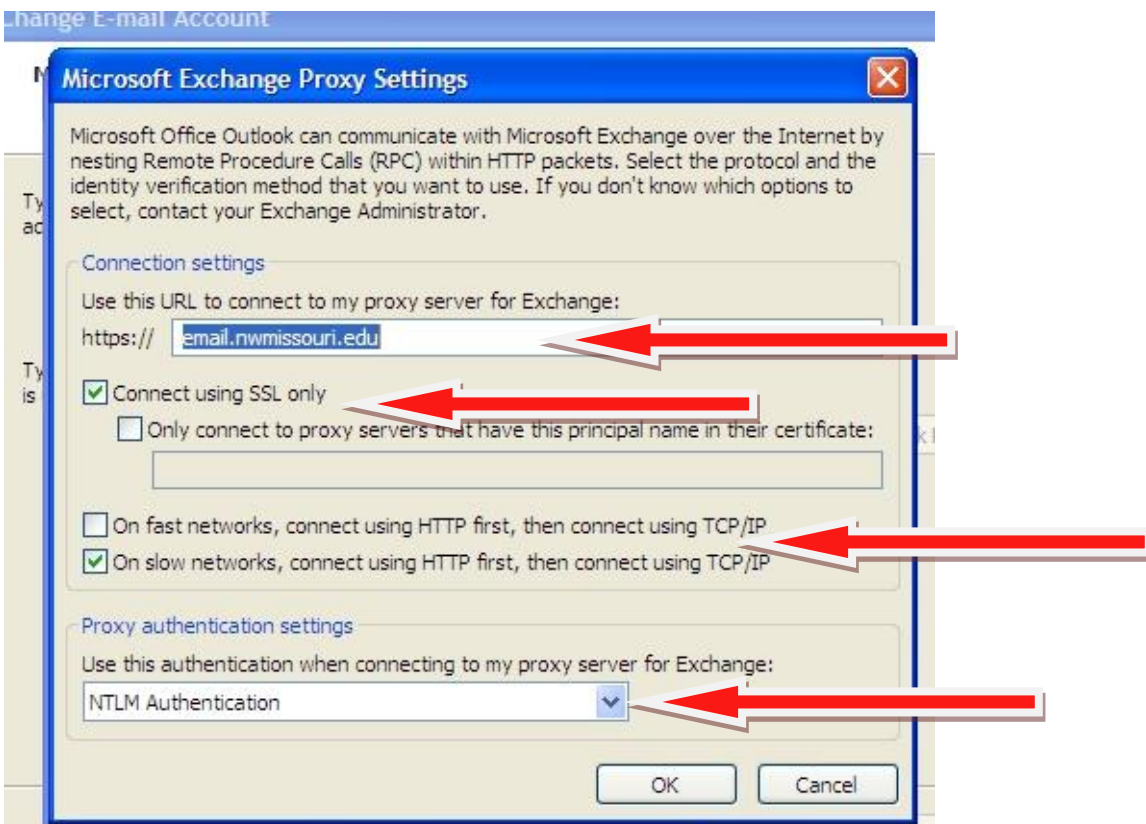 Change E-mail Account
Microsoft Exchange Proxy Settings
Microsoft Office Outlook can communicate with Microsoft Exchange over the Internet by
nesting Remote Procedure Calls (RPC) within HTTP packets. Select the protocol and the
identity verification method that you want to use. If you don't know which options to
select, contact your Exchange Administrator.
Connection settings
Use this URL to connect to my proxy server for Exchange:
https:// email.nwmissouri.edu
Connect using SSL only
Only connect to proxy servers that have this principal name in their certificate:
On fast networks, connect using HTTP first, then connect using TCP/IP
On slow networks, connect using HTTP first, then connect using TCP/IP
Proxy authentication settings
Use this authentication when connecting to my proxy server for Exchange:
NTLM Authentication
OK Cancel